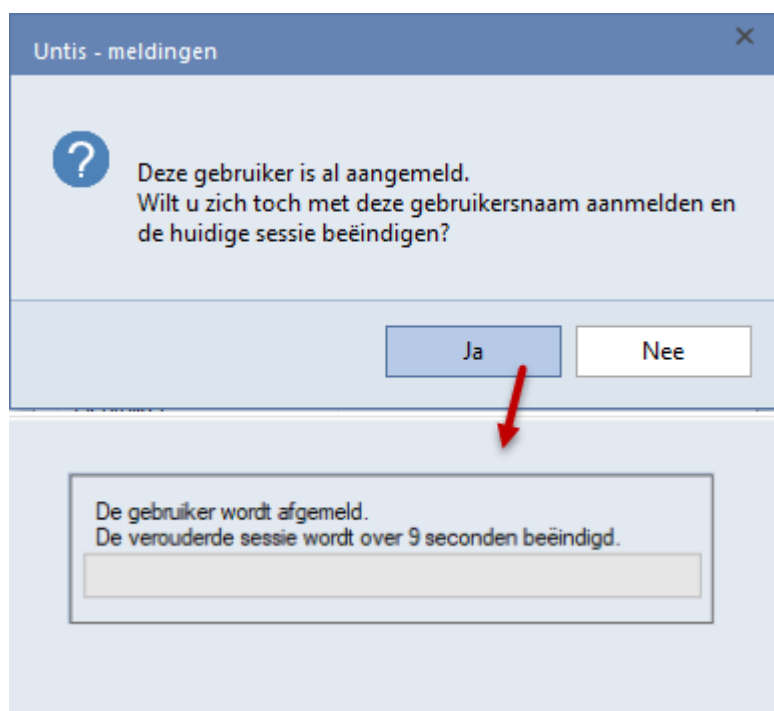 Untis - meldingen
Deze gebruiker is al aangemeld.
Wilt u zich toch met deze gebruikersnaam aanmelden en
de huidige sessie beëindigen?
Ja
Nee
De gebruiker wordt afgemeld.
De verouderde sessie wordt over 9 seconden beëindigd.